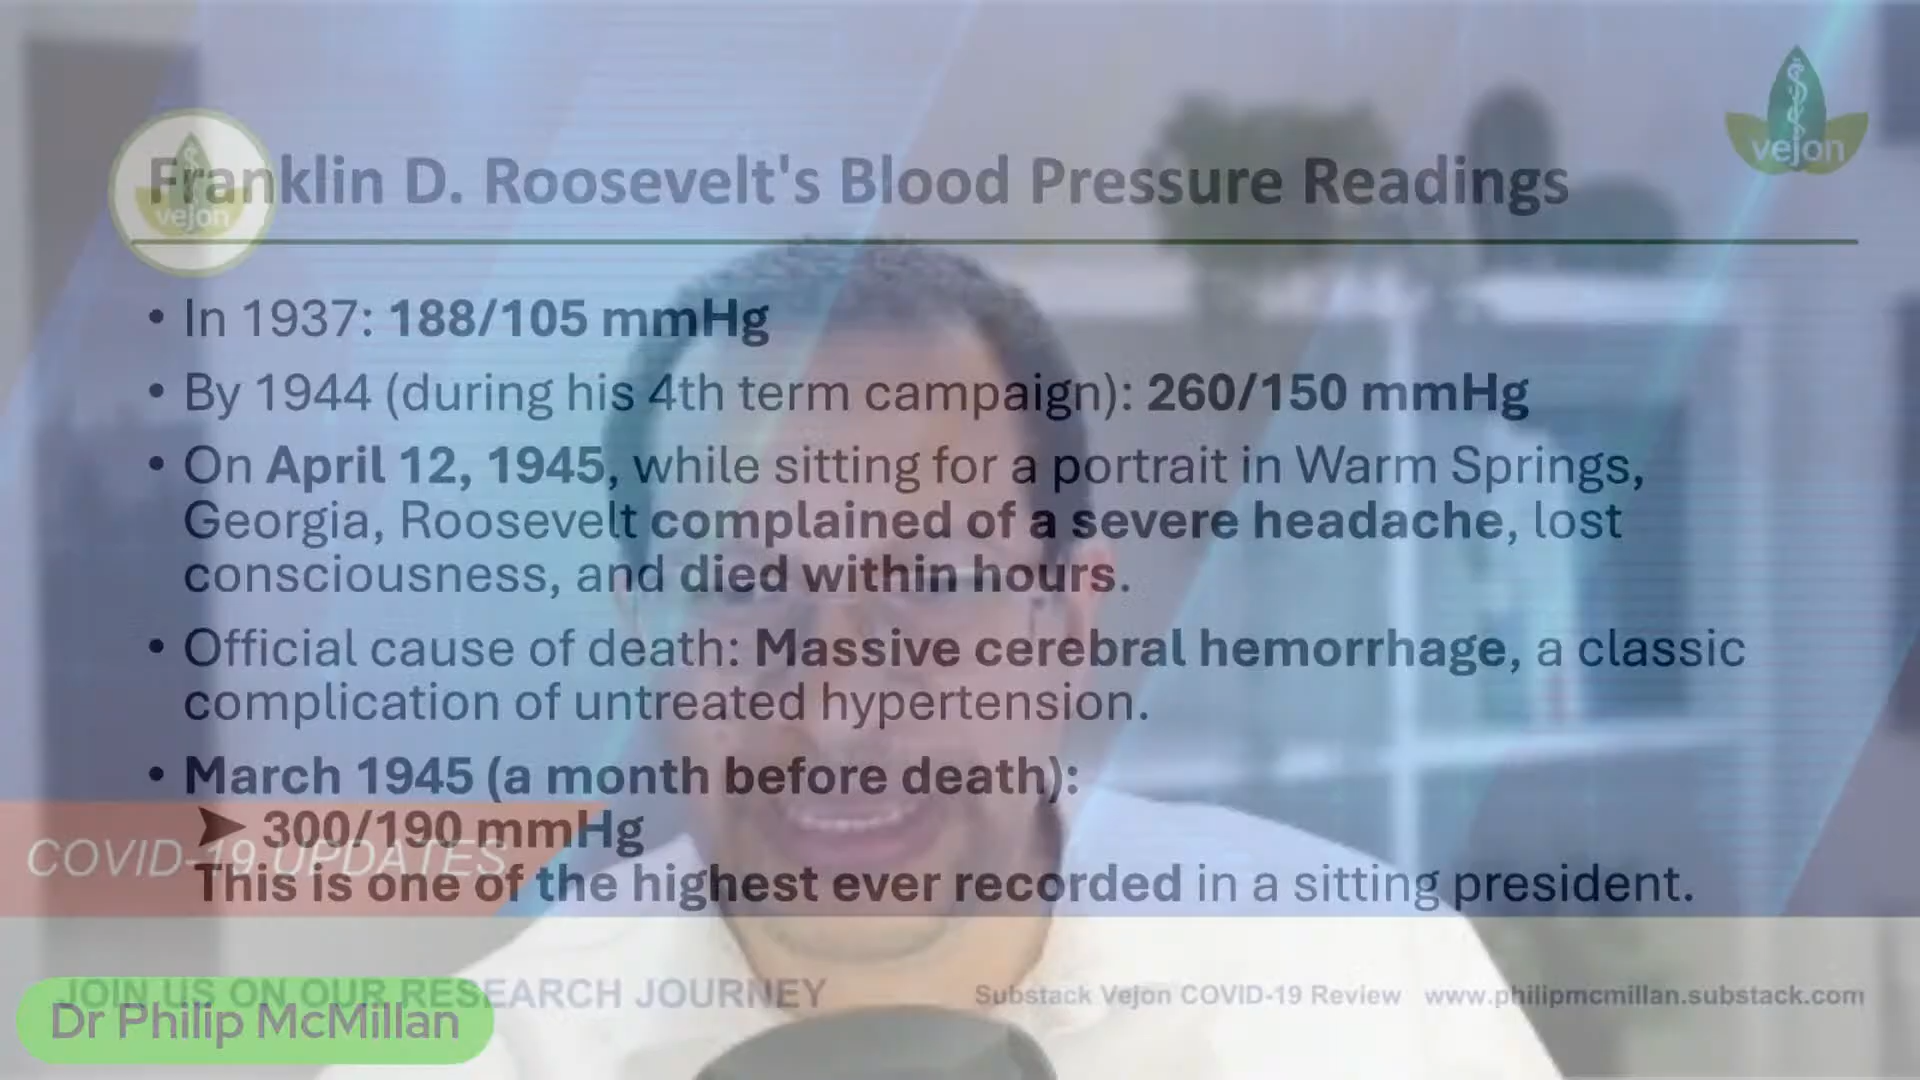 vejon
vejon
Franklin D. Roosevelt's Blood Pressure Readings
• In 1937: 188/105 mmHg
• By 1944 (during his 4th term campaign): 260/150 mmHg
• On April 12, 1945, while sitting for a portrait in Warm Springs,
Georgia, Roosevelt complained of a severe headache, lost
consciousness, and died within hours.
• Official cause of death: Massive cerebral hemorrhage, a classic
complication of untreated hypertension.
• March 1945 (a month before death):
➤ 300/190 mmHg
COVID-19 UPDATES
This is one of the highest ever recorded in a sitting president.
JOIN US ON OUR RESEARCH JOURNEY
Substack Vejon COVID-19 Review www.philipmcmillan.substack.com
Dr Philip McMillan